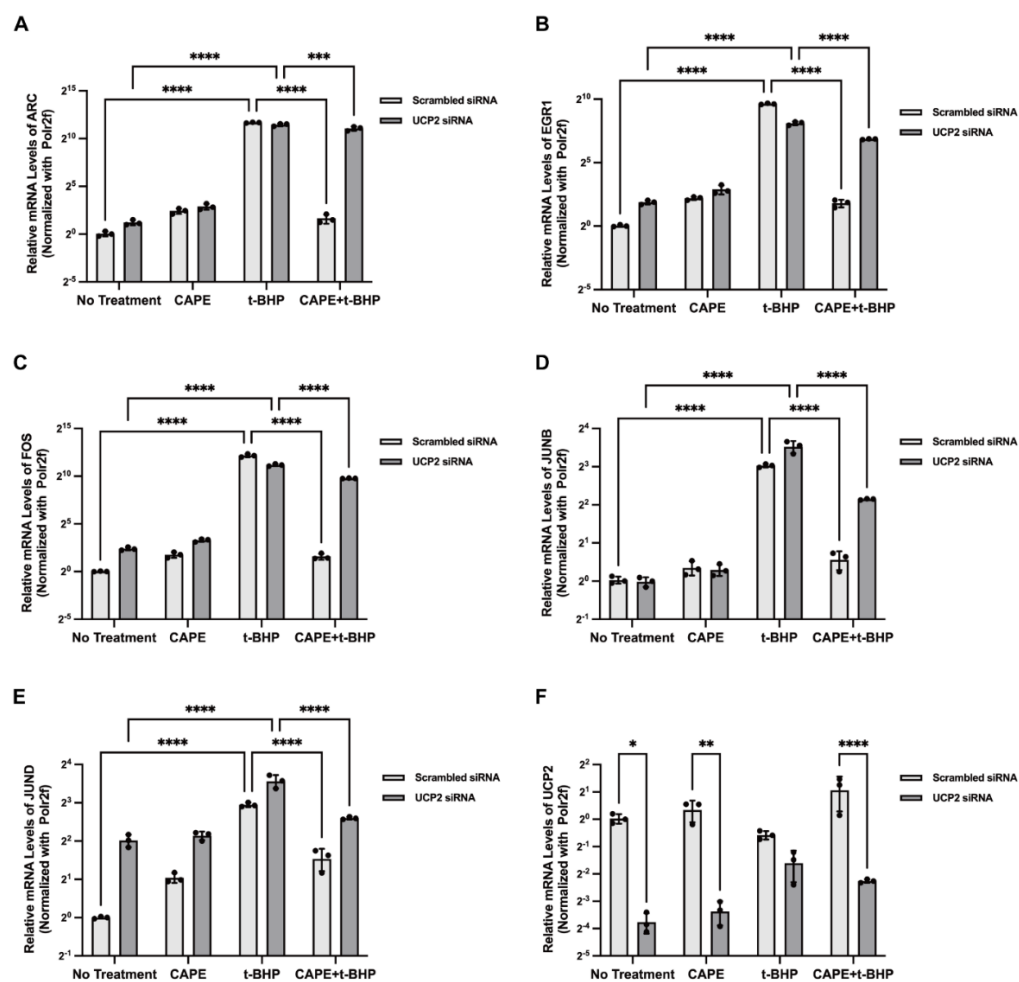 A
Relative mRNA Levels of ARC
(Normalized with Polr2f)
2^15
2^10
2^5
2^0
2^-5
****
***
****
****
No Treatment CAPE t-BHP CAPE+t-BHP
Scrambled siRNA
UCP2 siRNA
B
Relative mRNA Levels of EGR1
(Normalized with Polr2f)
2^10
2^5
2^0
2^-5
****
****
****
****
No Treatment CAPE t-BHP CAPE+t-BHP
Scrambled siRNA
UCP2 siRNA
C
Relative mRNA Levels of FOS
(Normalized with Polr2f)
2^15
2^10
2^5
2^0
2^-5
****
****
****
****
No Treatment CAPE t-BHP CAPE+t-BHP
Scrambled siRNA
UCP2 siRNA
D
Relative mRNA Levels of JUNB
(Normalized with Polr2f)
2^4
2^2
2^0
2^-1
****
****
****
****
No Treatment CAPE t-BHP CAPE+t-BHP
Scrambled siRNA
UCP2 siRNA
E
Relative mRNA Levels of JUND
(Normalized with Polr2f)
2^4
2^3
2^2
2^1
2^0
2^-1
****
****
****
****
No Treatment CAPE t-BHP CAPE+t-BHP
Scrambled siRNA
UCP2 siRNA
F
Relative mRNA Levels of UCP2
(Normalized with Polr2f)
2^2
2^1
2^0
2^-1
2^-2
2^-3
2^-4
2^-5
*
**
****
No Treatment CAPE t-BHP CAPE+t-BHP
Scrambled siRNA
UCP2 siRNA